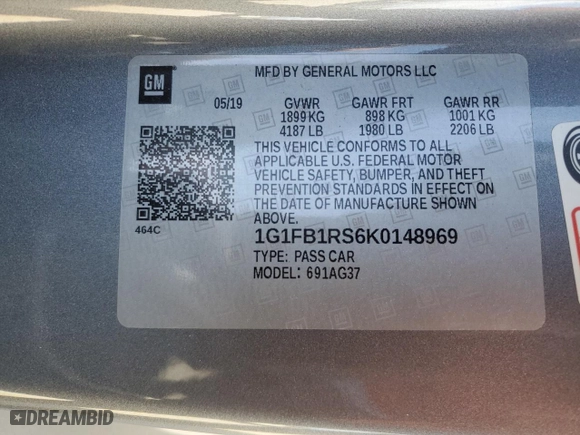 GM
MFD BY GENERAL MOTORS LLC
05/19 GVWR GAWR FRT GAWR RR
1899 KG 898 KG 1001 KG
4187 LB 1980 LB 2206 LB
THIS VEHICLE CONFORMS TO ALL
APPLICABLE U.S. FEDERAL MOTOR
VEHICLE SAFETY, BUMPER, AND THEFT
PREVENTION STANDARDS IN EFFECT ON
THE DATE OF MANUFACTURE SHOWN
ABOVE.
464C
1G1FB1RS6K0148969
TYPE: PASS CAR
MODEL: 691AG37
DREAMBID